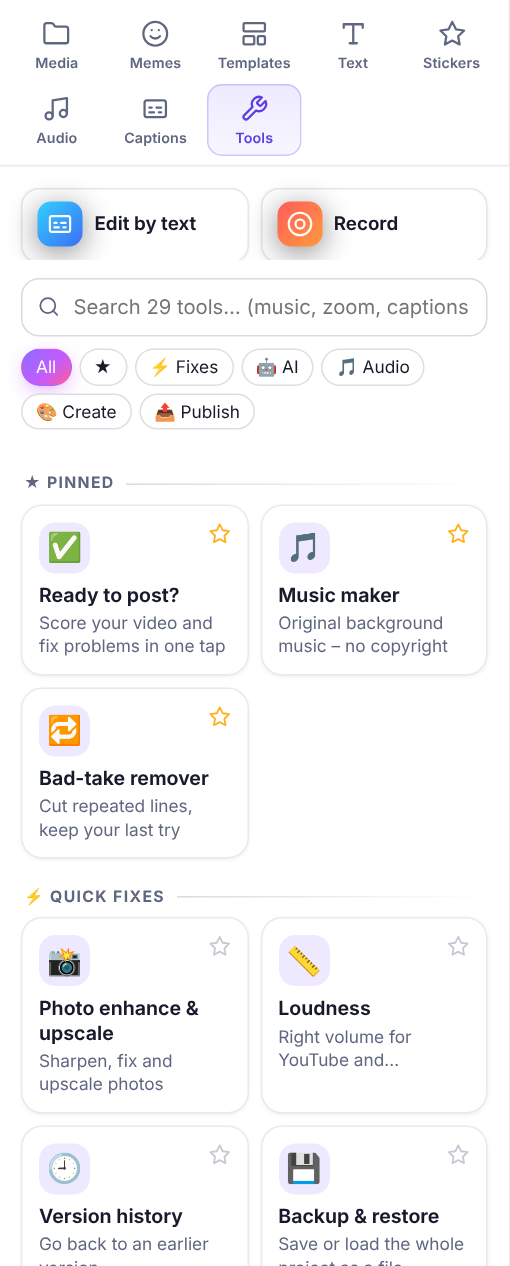 Media Memes Templates Text Stickers
Audio Captions Tools
Edit by text Record
Search 29 tools... (music, zoom, captions
All ★ ⚡ Fixes 🤖 AI 🎵 Audio
🎨 Create 📤 Publish
★ PINNED
Ready to post?
Score your video and
fix problems in one tap
Music maker
Original background
music – no copyright
Bad-take remover
Cut repeated lines,
keep your last try
⚡ QUICK FIXES
Photo enhance &
upscale
Sharpen, fix and
upscale photos
Loudness
Right volume for
YouTube and...
Version history
Go back to an earlier
version
Backup & restore
Save or load the whole
project as a file